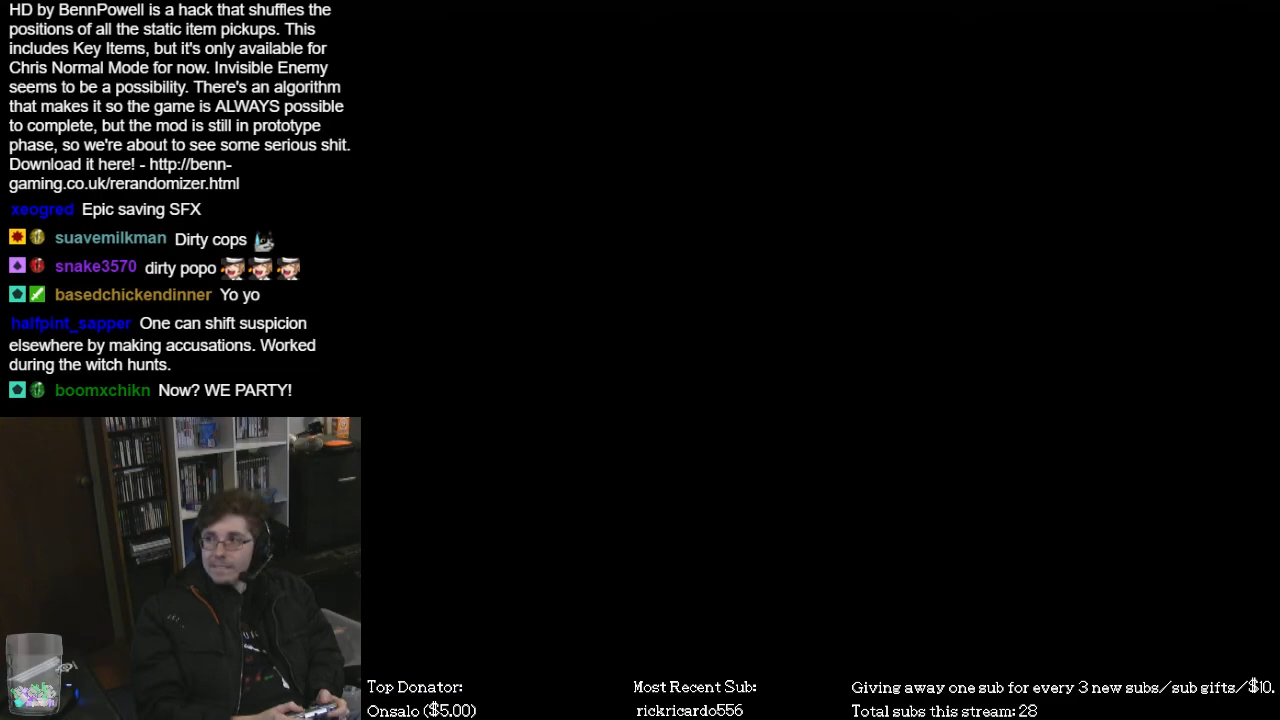 HD by BennPowell is a hack that shuffles the
positions of all the static item pickups. This
includes Key Items, but it's only available for
Chris Normal Mode for now. Invisible Enemy
seems to be a possibility. There's an algorithm
that makes it so the game is ALWAYS possible
to complete, but the mod is still in prototype
phase, so we're about to see some serious shit.
Download it here! - http://benn-
gaming.co.uk/rerandomizer.html
xeogred Epic saving SFX
suavemilkman Dirty cops
snake3570 dirty popo
basedchickendinner Yo yo
halfpint_sapper One can shift suspicion
elsewhere by making accusations. Worked
during the witch hunts.
boomxchikn Now? WE PARTY!
Top Donator:
Onsalo ($5.00)
Most Recent Sub:
rickricardo556
Giving away one sub for every 3 new subs/sub gifts/$10.
Total subs this stream: 28